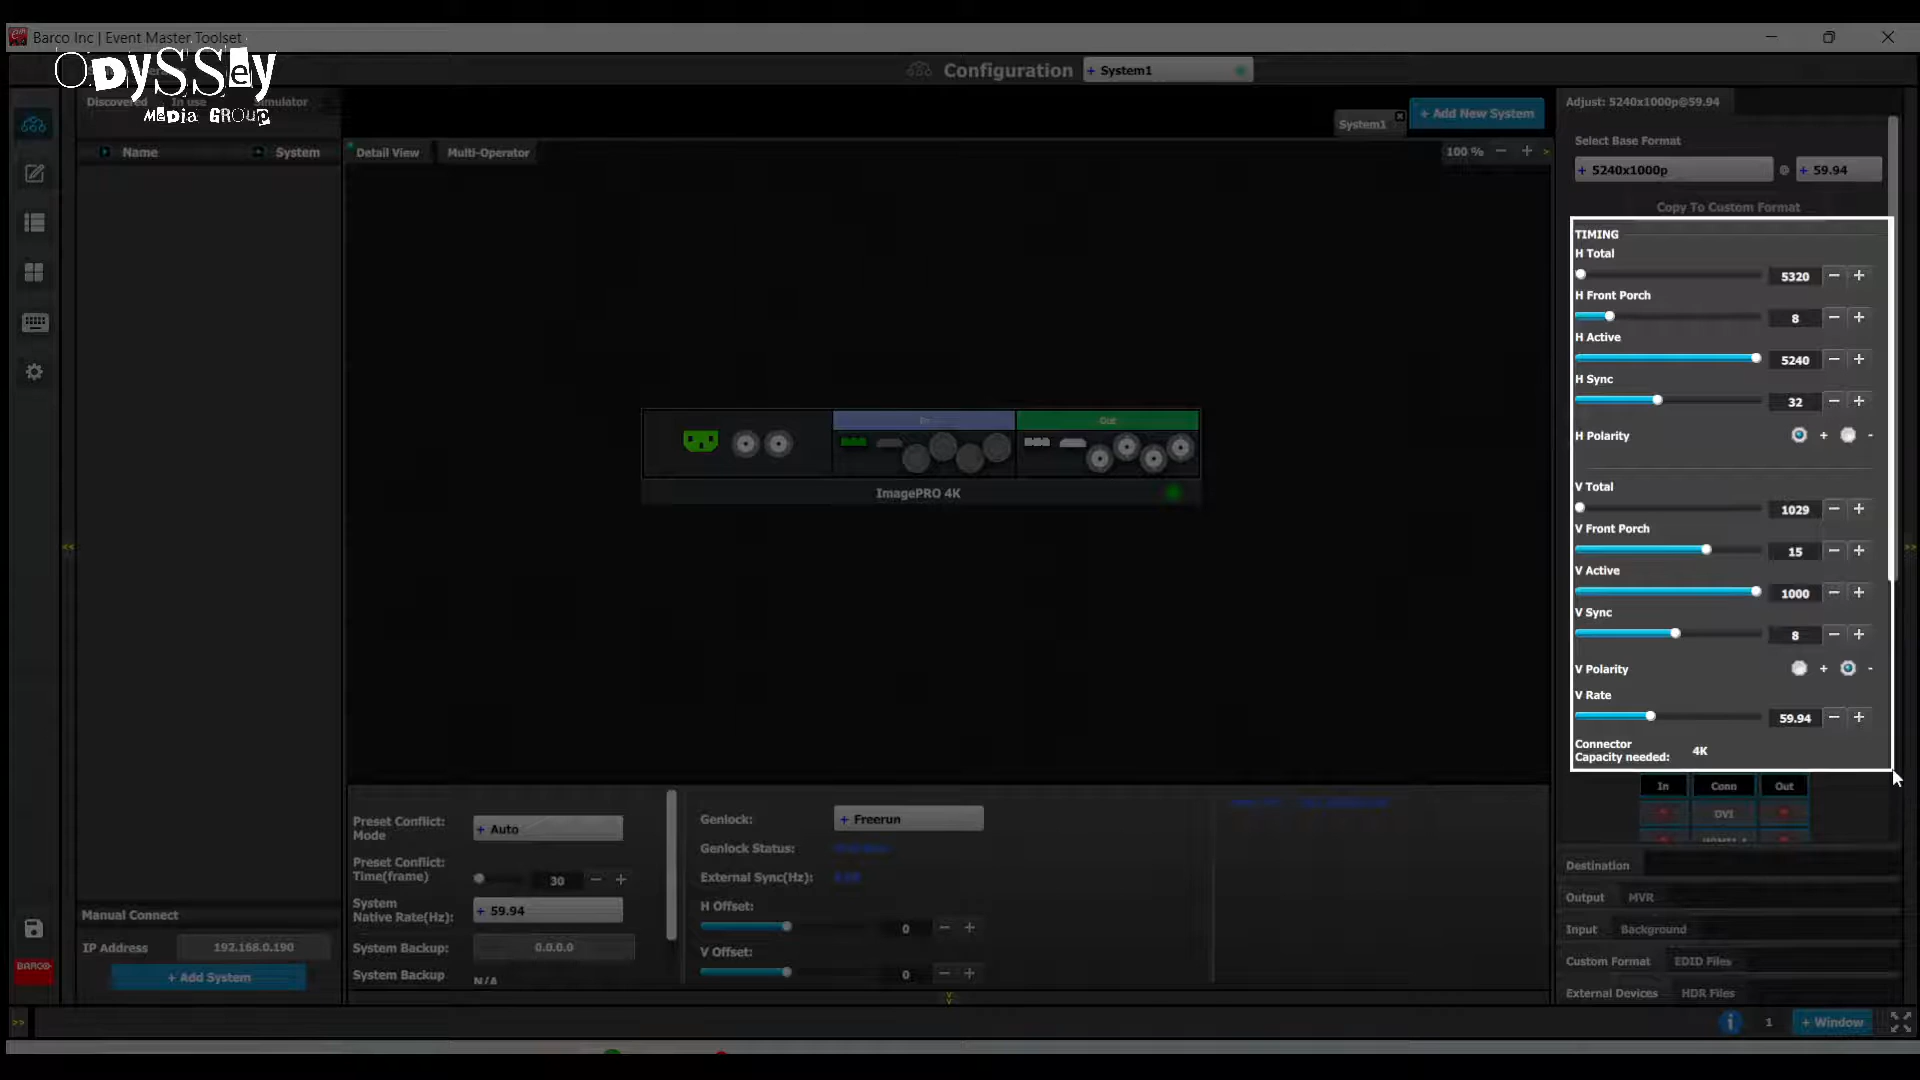 Barco Inc | Event Master Toolset
ODYSSEY
MEDIA GROUP
Configuration
+ System1
Discovered
In use
Simulator
Name
System
Detail View
Multi-Operator
System1
+ Add New System
100 %
Adjust: 5240x1000p@59.94
Select Base Format
+ 5240x1000p
@
+ 59.94
Copy To Custom Format
TIMING
H Total
5320
H Front Porch
8
H Active
5240
H Sync
32
H Polarity
+
-
V Total
1029
V Front Porch
15
V Active
1000
V Sync
8
V Polarity
+
-
V Rate
59.94
Connector
Capacity needed:
4K
In
Conn
Out
DVI
In
Out
ImagePRO 4K
Preset Conflict:
Mode
+ Auto
Preset Conflict:
Time(frame)
30
System
Native Rate(Hz):
+ 59.94
System Backup:
0.0.0.0
System Backup
N/A
Genlock:
+ Freerun
Genlock Status:
External Sync(Hz):
H Offset:
0
V Offset:
0
Manual Connect
IP Address
192.168.0.190
+ Add System
BARCO
Destination
Output
MVR
Input
Background
Custom Format
EDID Files
External Devices
HDR Files
1
+ Window